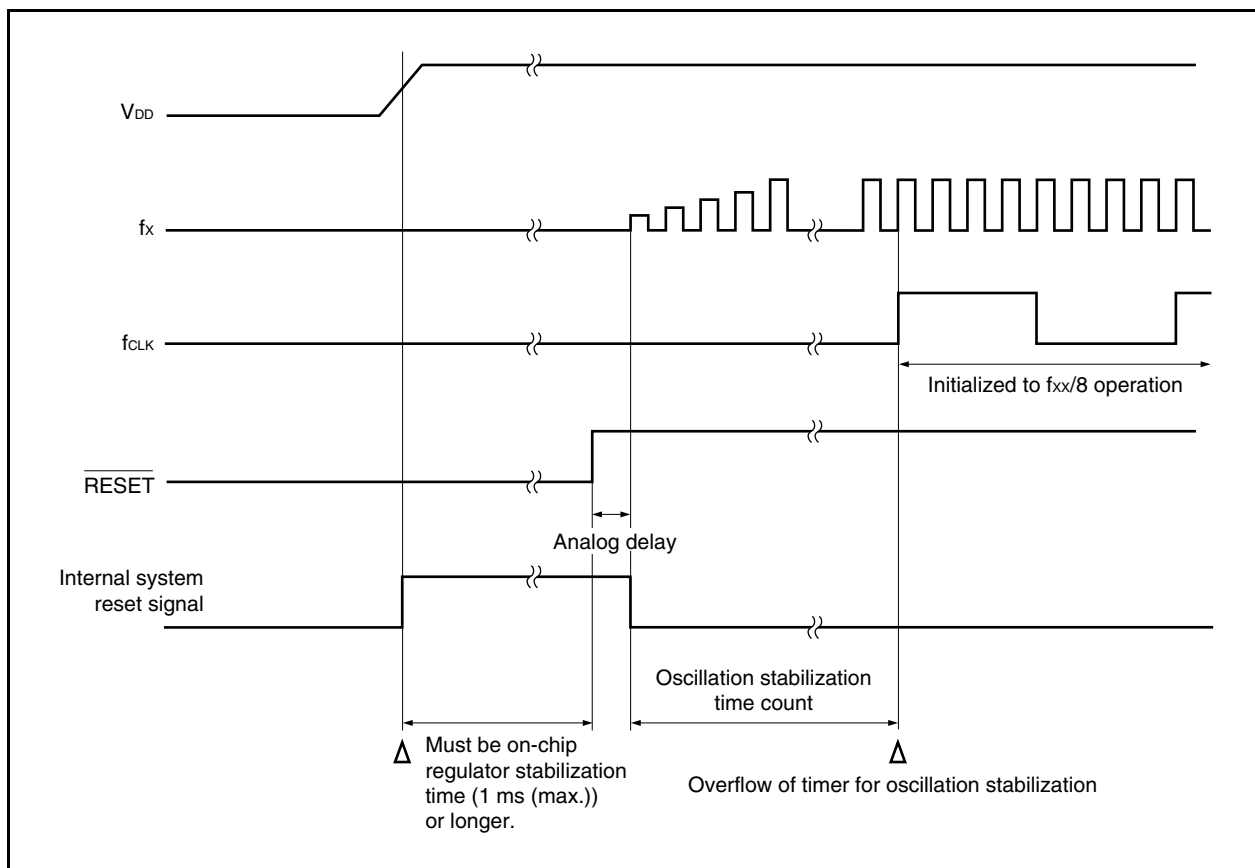 VDD
fX
fCLK
Initialized to fXX/8 operation
RESET
Analog delay
Internal system
reset signal
Oscillation stabilization
time count
Must be on-chip
regulator stabilization
time (1 ms (max.))
or longer.
Overflow of timer for oscillation stabilization